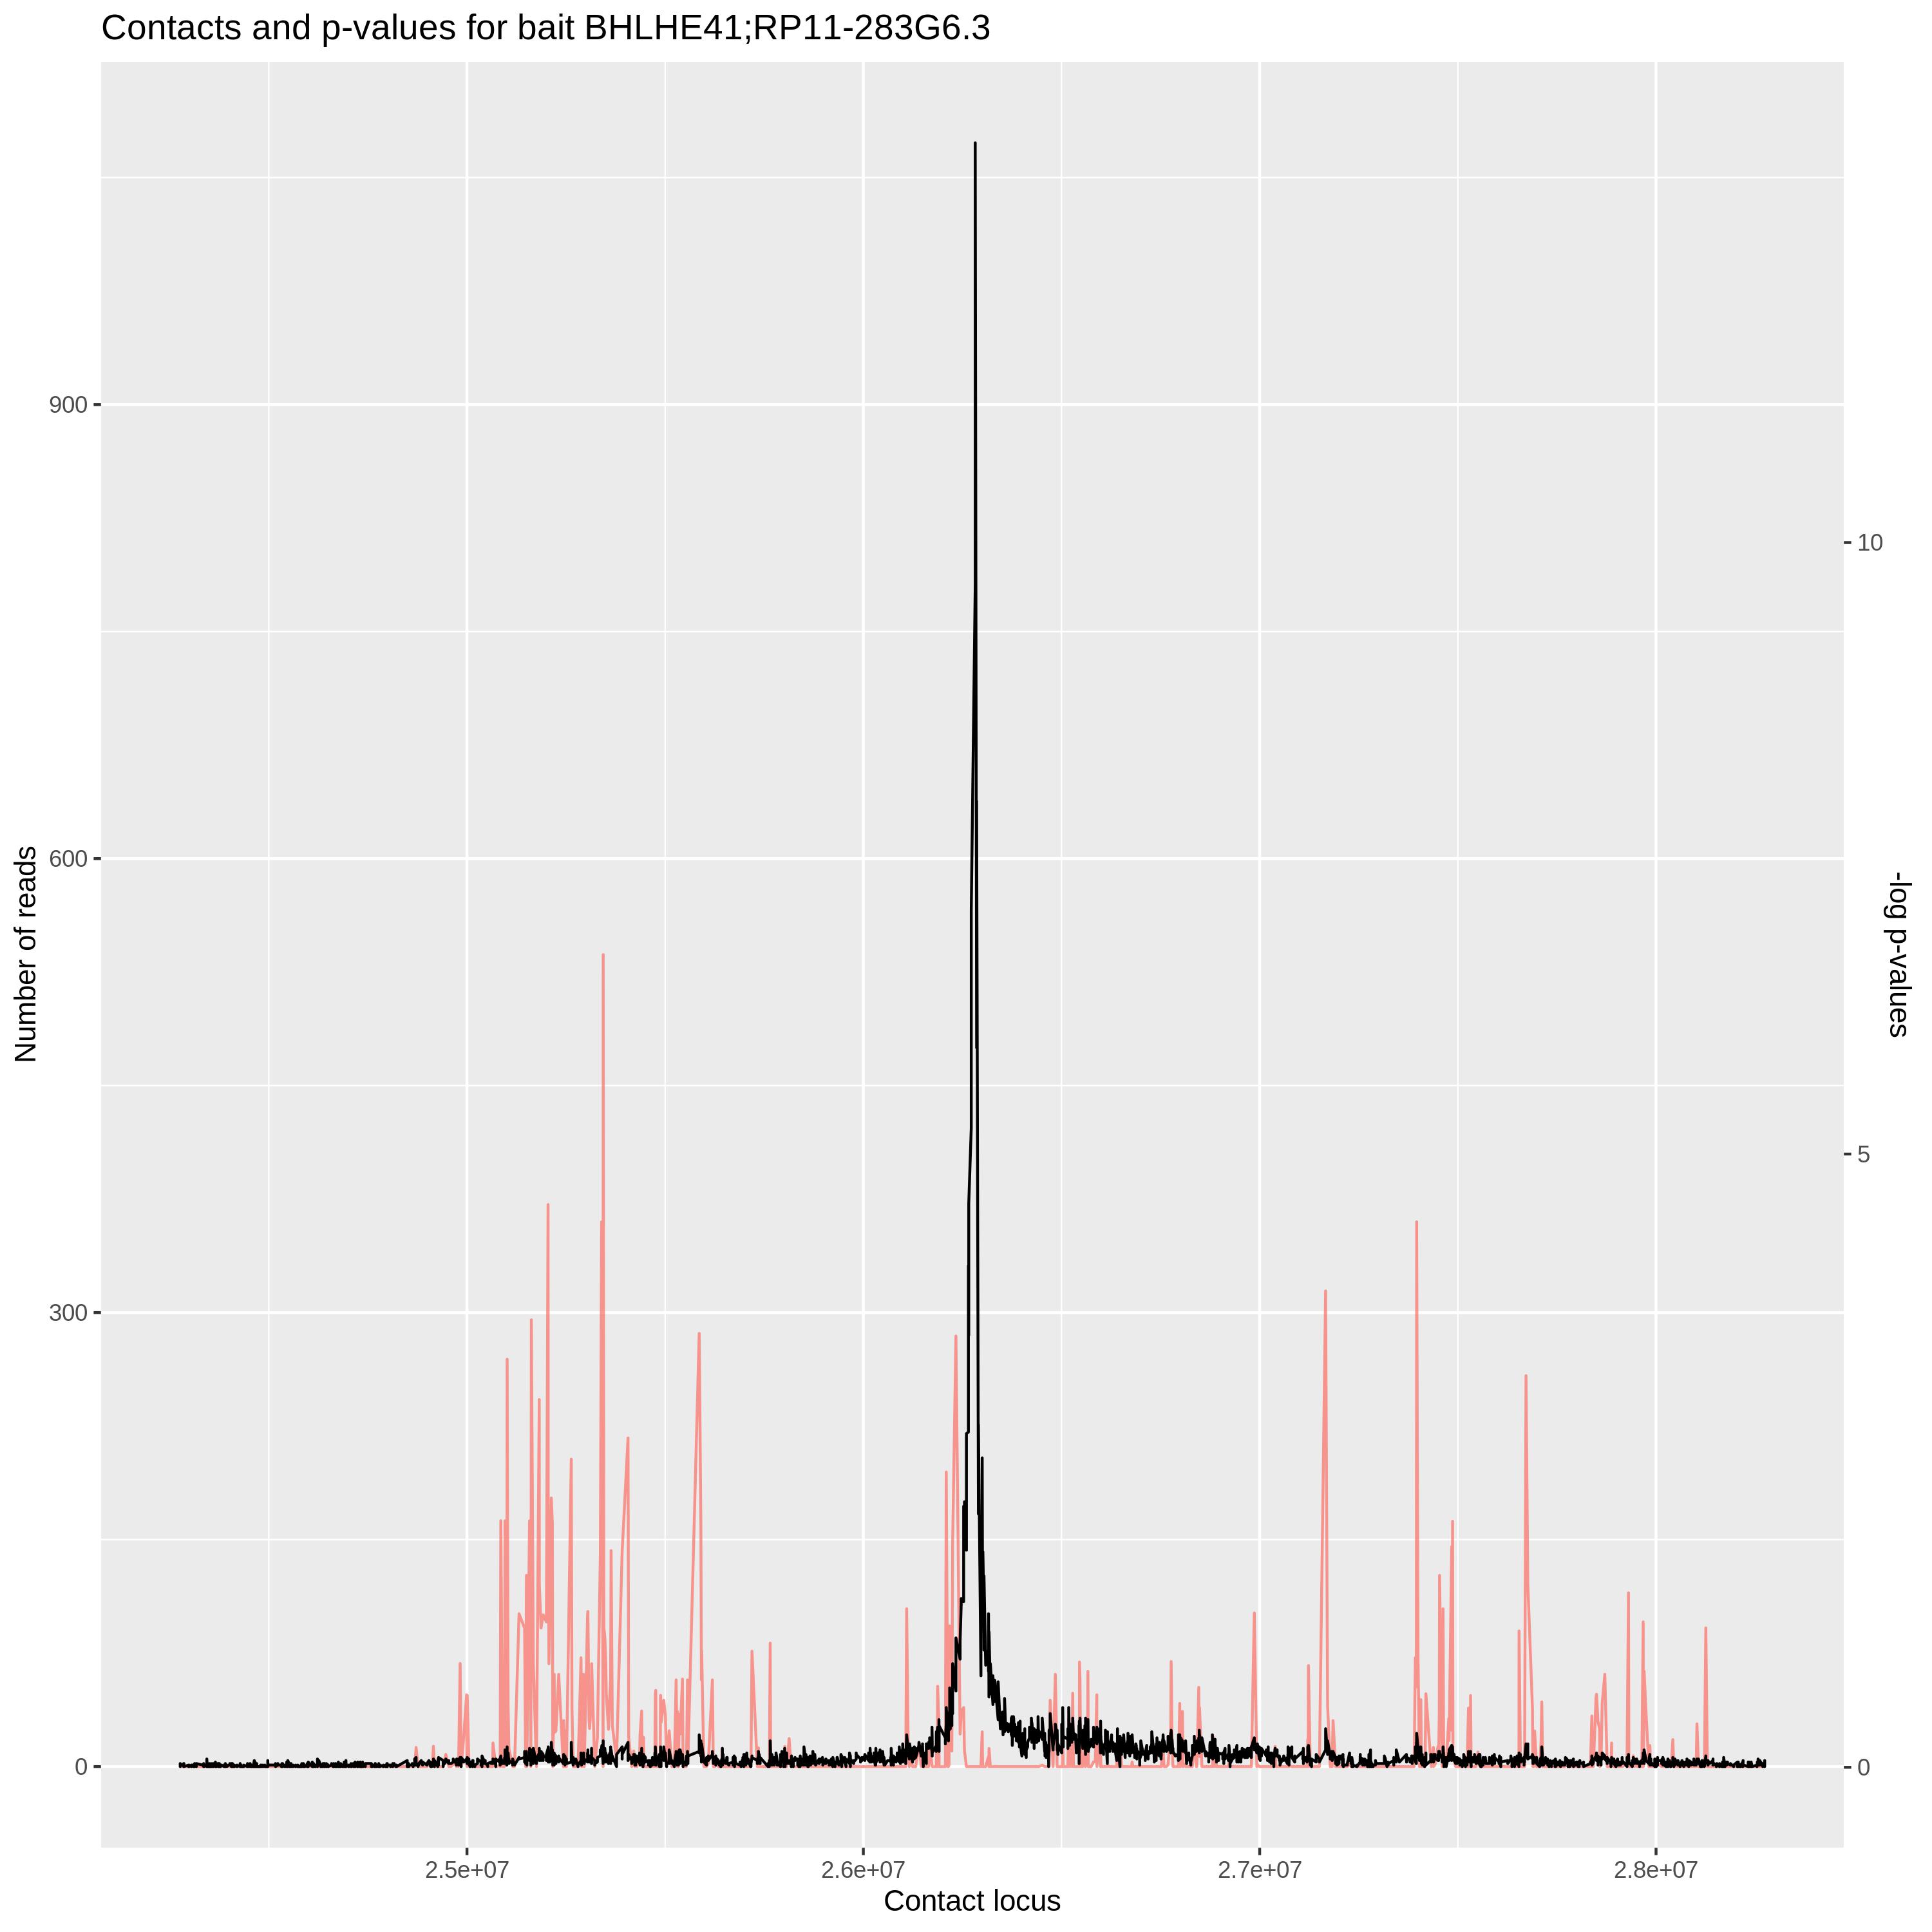 Contacts and p-values for bait BHLHE41;RP11-283G6.3
Number of reads
900
600
300
0
10
5
0
-log p-values
2.5e+07
2.6e+07
2.7e+07
2.8e+07
Contact locus